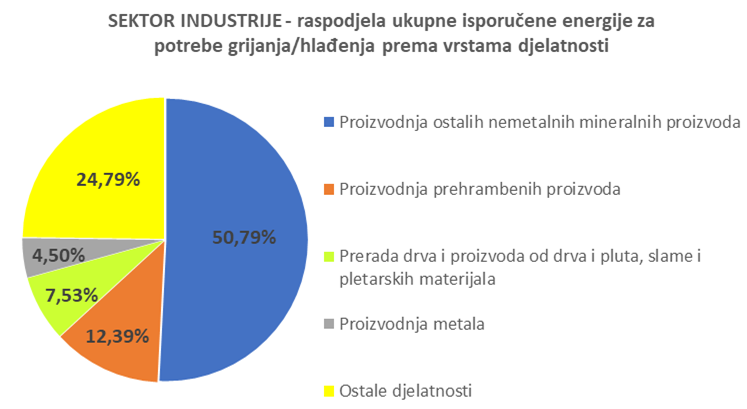 SEKTOR INDUSTRIJE - raspodjela ukupne isporučene energije za
potrebe grijanja/hlađenja prema vrstama djelatnosti
24,79%
50,79%
4,50%
7,53%
12,39%
Proizvodnja ostalih nemetalnih mineralnih proizvoda
Proizvodnja prehrambenih proizvoda
Prerada drva i proizvoda od drva i pluta, slame i
pletarskih materijala
Proizvodnja metala
Ostale djelatnosti